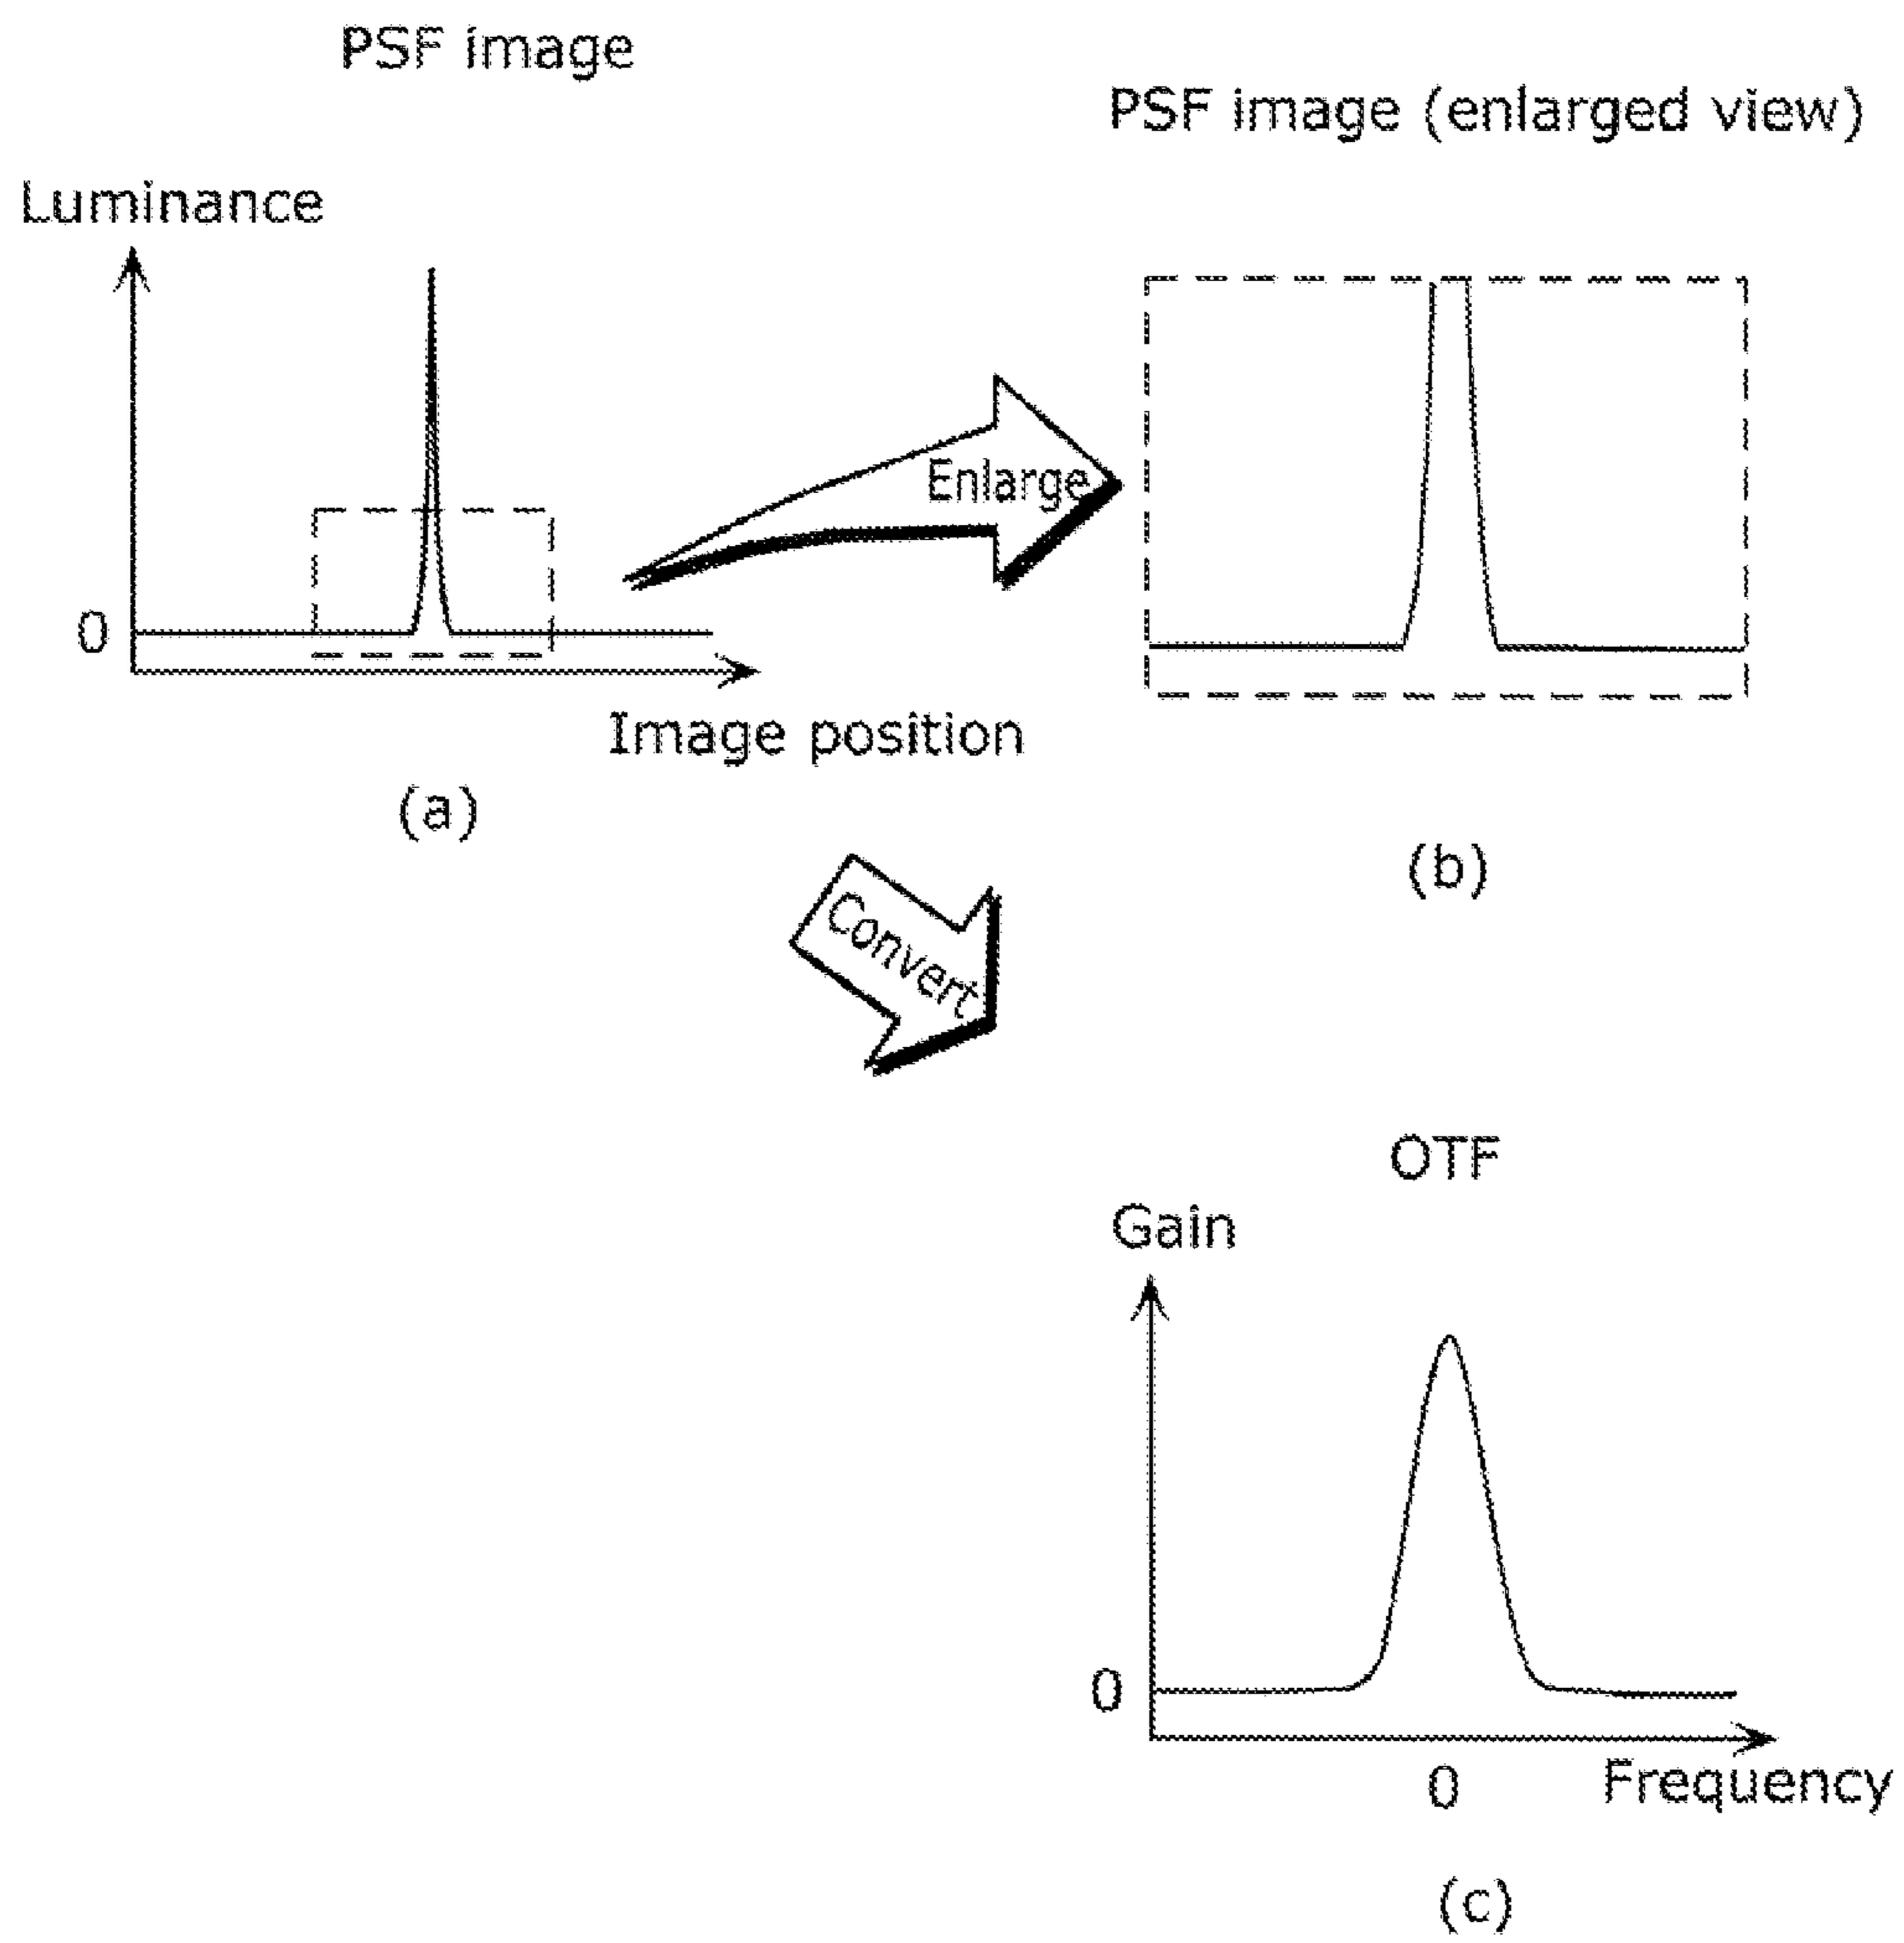 PSF image
PSF image (enlarged view)
Luminance
Enlarge
0
Image position
(a)
(b)
Convert
OTF
Gain
0
0
Frequency
(c)